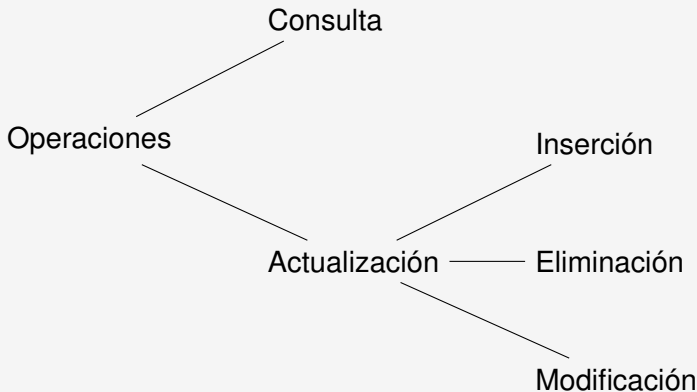 Consulta
Operaciones
Inserción
Actualización
Eliminación
Modificación